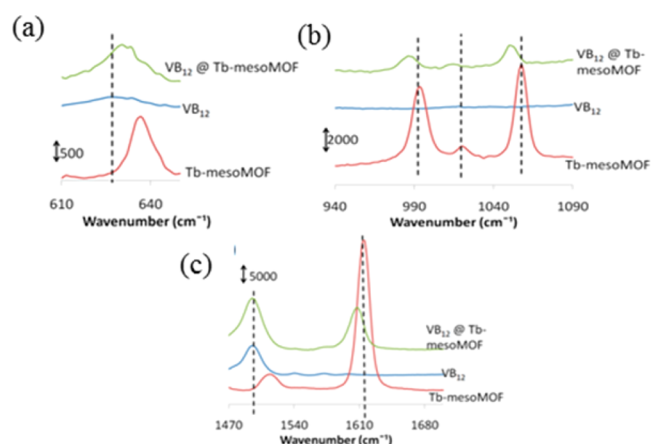 (a)
VB12 @ Tb-mesoMOF
VB12
500
Tb-mesoMOF
610 640
Wavenumber (cm⁻¹)
(b)
VB12 @ Tb-
mesoMOF
VB12
2000
Tb-mesoMOF
940 990 1040 1090
Wavenumber (cm⁻¹)
(c)
5000
VB12 @ Tb-
mesoMOF
VB12
Tb-mesoMOF
1470 1540 1610 1680
Wavenumber (cm⁻¹)